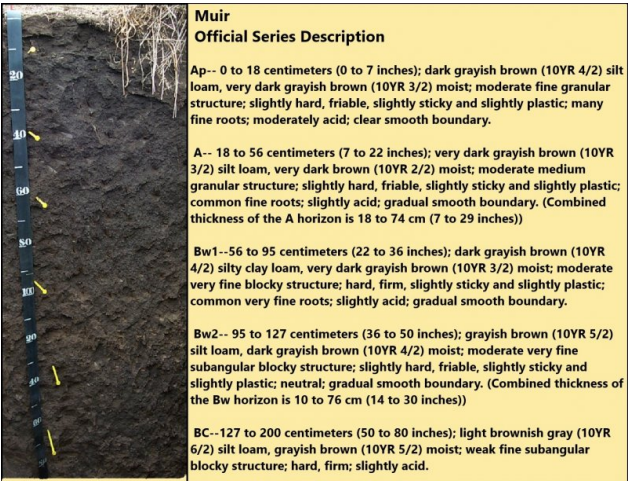 Muir
Official Series Description
Ap-- 0 to 18 centimeters (0 to 7 inches); dark grayish brown (10YR 4/2) silt
loam, very dark grayish brown (10YR 3/2) moist; moderate fine granular
structure; slightly hard, friable, slightly sticky and slightly plastic; many
fine roots; moderately acid; clear smooth boundary.
A-- 18 to 56 centimeters (7 to 22 inches); very dark grayish brown (10YR
3/2) silt loam, very dark brown (10YR 2/2) moist; moderate medium
granular structure; slightly hard, friable, slightly sticky and slightly plastic;
common fine roots; slightly acid; gradual smooth boundary. (Combined
thickness of the A horizon is 18 to 74 cm (7 to 29 inches))
Bw1--56 to 95 centimeters (22 to 36 inches); dark grayish brown (10YR
4/2) silty clay loam, very dark grayish brown (10YR 3/2) moist; moderate
very fine blocky structure; hard, firm, slightly sticky and slightly plastic;
common very fine roots; slightly acid; gradual smooth boundary.
Bw2-- 95 to 127 centimeters (36 to 50 inches); grayish brown (10YR 5/2)
silt loam, dark grayish brown (10YR 4/2) moist; moderate very fine
subangular blocky structure; slightly hard, friable, slightly sticky and
slightly plastic; neutral; gradual smooth boundary. (Combined thickness of
the Bw horizon is 10 to 76 cm (14 to 30 inches))
BC--127 to 200 centimeters (50 to 80 inches); light brownish gray (10YR
6/2) silt loam, grayish brown (10YR 5/2) moist; weak fine subangular
blocky structure; hard, firm; slightly acid.
20
40
60
80
20
40